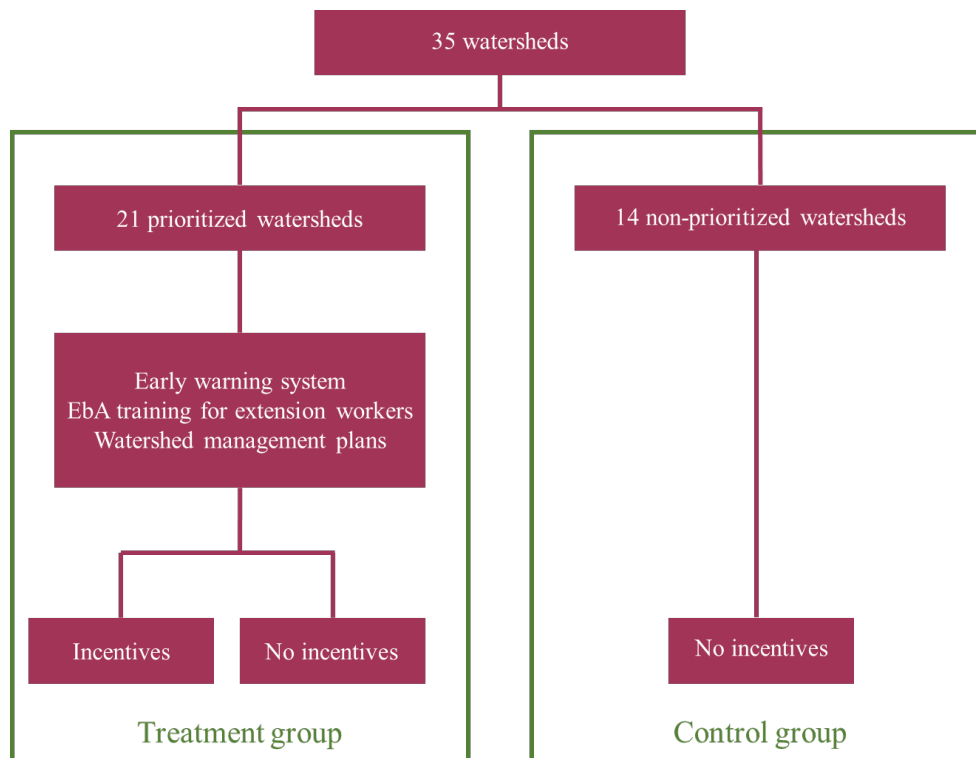 35 watersheds
21 prioritized watersheds
14 non-prioritized watersheds
Early warning system
EbA training for extension workers
Watershed management plans
Incentives
No incentives
No incentives
Treatment group
Control group